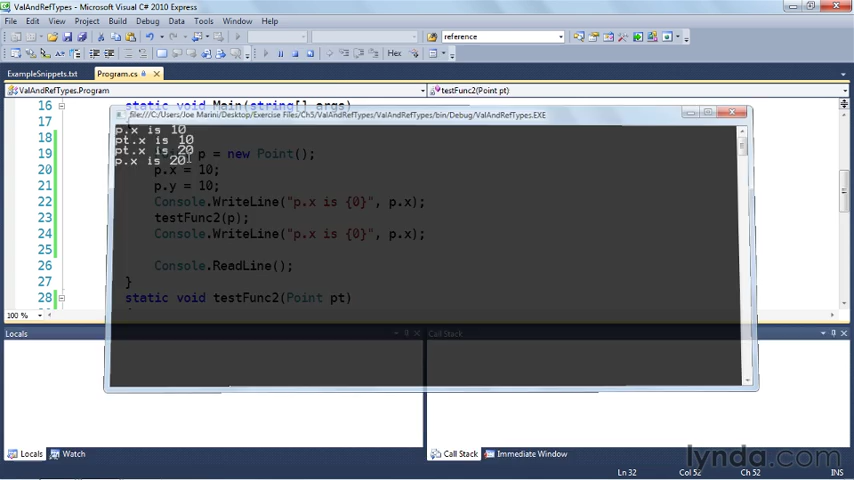 ValAndRefTypes - Microsoft Visual C# 2010 Express
File Edit View Project Build Debug Data Tools Window Help
reference
Hex
ExampleSnippets.txt Program.cs
ValAndRefTypes.Program testFunc2(Point pt)
16 static void Main(string[] args)
file:///C:/Users/Joe Marini/Desktop/Exercise Files/Ch5/ValAndRefTypes/ValAndRefTypes/bin/Debug/ValAndRefTypes.EXE
17
p.x is 10
18
pt.x is 10
pt.x is 20
19 p = new Point();
p.x is 20
20 p.x = 10;
21 p.y = 10;
22 Console.WriteLine("p.x is {0}", p.x);
23 testFunc2(p);
24 Console.WriteLine("p.x is {0}", p.x);
25
26 Console.ReadLine();
27 }
28 static void testFunc2(Point pt)
100 %
Locals Call Stack
Locals Watch Call Stack Immediate Window
lynda.com
Ln 32 Col 52 Ch 52 INS